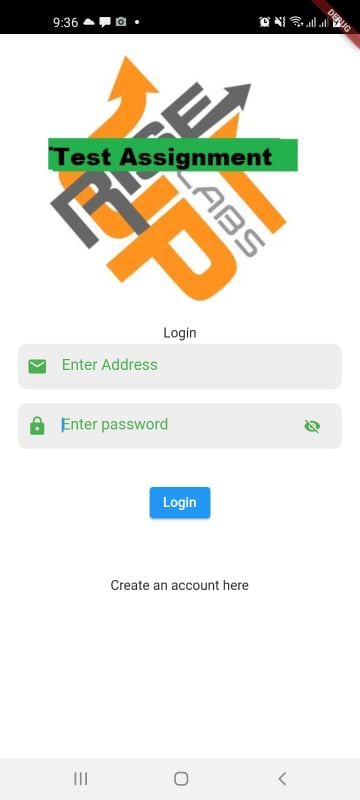 9:36
DEBUG
RISE
UP
LABS
Test Assignment
Login
Enter Address
Enter password
Login
Create an account here